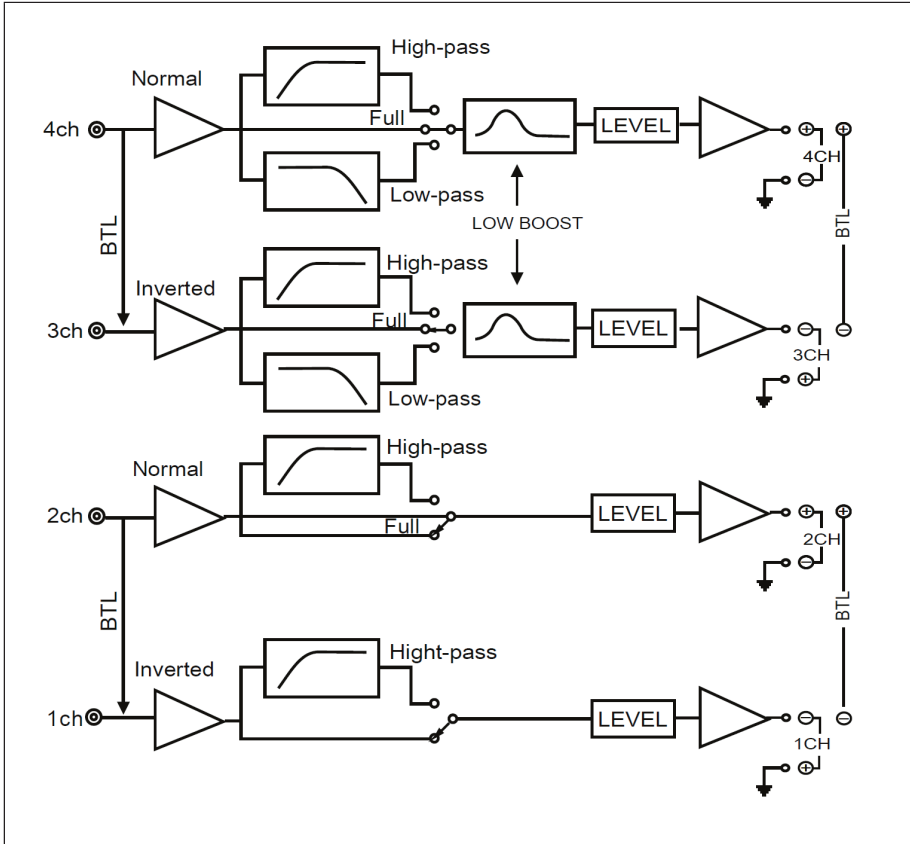 High-pass
Normal
4ch
Full
LEVEL
⊕
⊕
4CH
⊖
Low-pass
BTL
LOW BOOST
BTL
High-pass
Inverted
3ch
Full
LEVEL
⊖
⊖
3CH
⊕
Low-pass
High-pass
Normal
2ch
Full
LEVEL
⊕
⊕
2CH
⊖
BTL
BTL
Hight-pass
Inverted
1ch
LEVEL
⊖
⊖
1CH
⊕